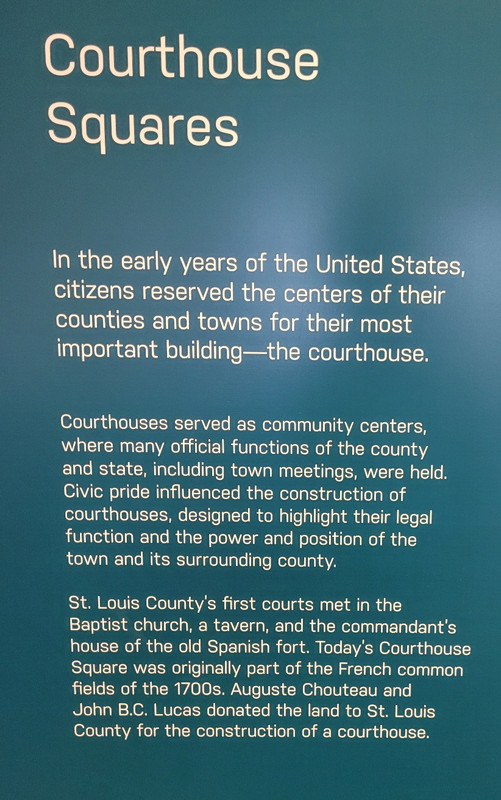 Courthouse
Squares
In the early years of the United States,
citizens reserved the centers of their
counties and towns for their most
important building—the courthouse.
Courthouses served as community centers,
where many official functions of the county
and state, including town meetings, were held.
Civic pride influenced the construction of
courthouses, designed to highlight their legal
function and the power and position of the
town and its surrounding county.
St. Louis County's first courts met in the
Baptist church, a tavern, and the commandant's
house of the old Spanish fort. Today's Courthouse
Square was originally part of the French common
fields of the 1700s. Auguste Chouteau and
John B.C. Lucas donated the land to St. Louis
County for the construction of a courthouse.